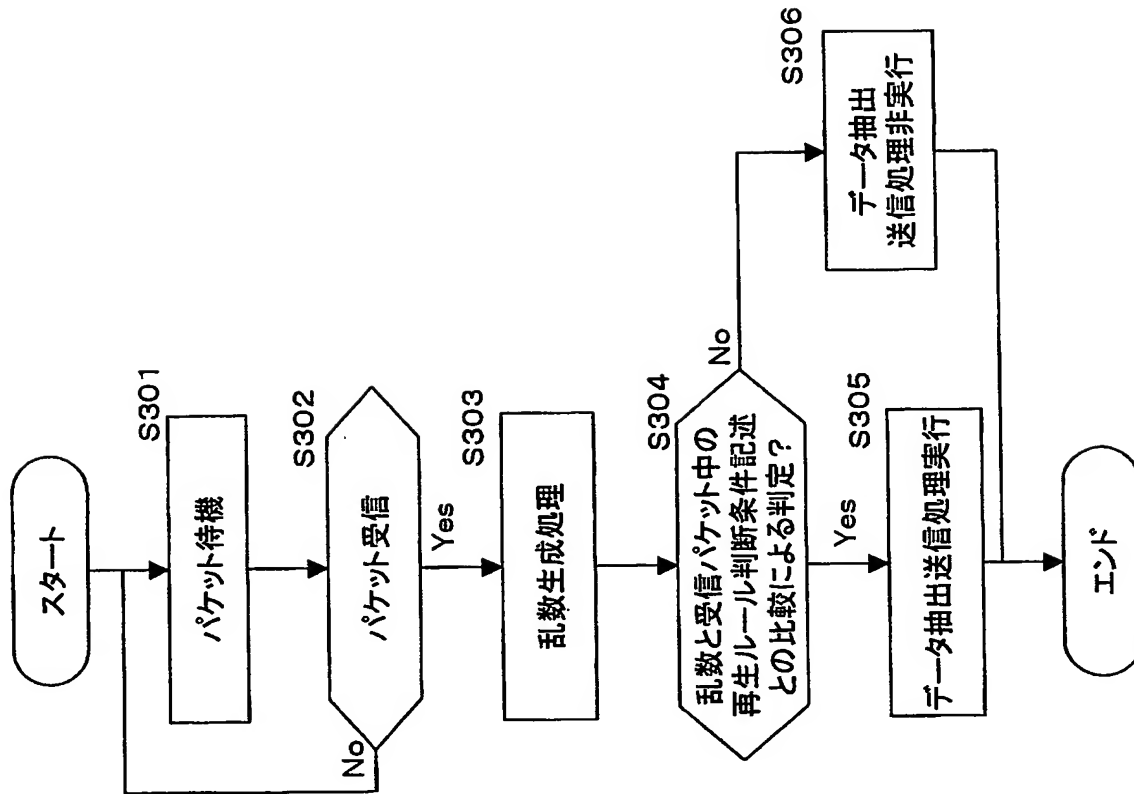 スタート
S301
パケット待機
S302
パケット受信
No
Yes
S303
乱数生成処理
S304
乱数と受信パケット中の
再生ルール判断条件記述
との比較による判定？
No
Yes
S305
データ抽出送信処理実行
S306
データ抽出
送信処理非実行
エンド